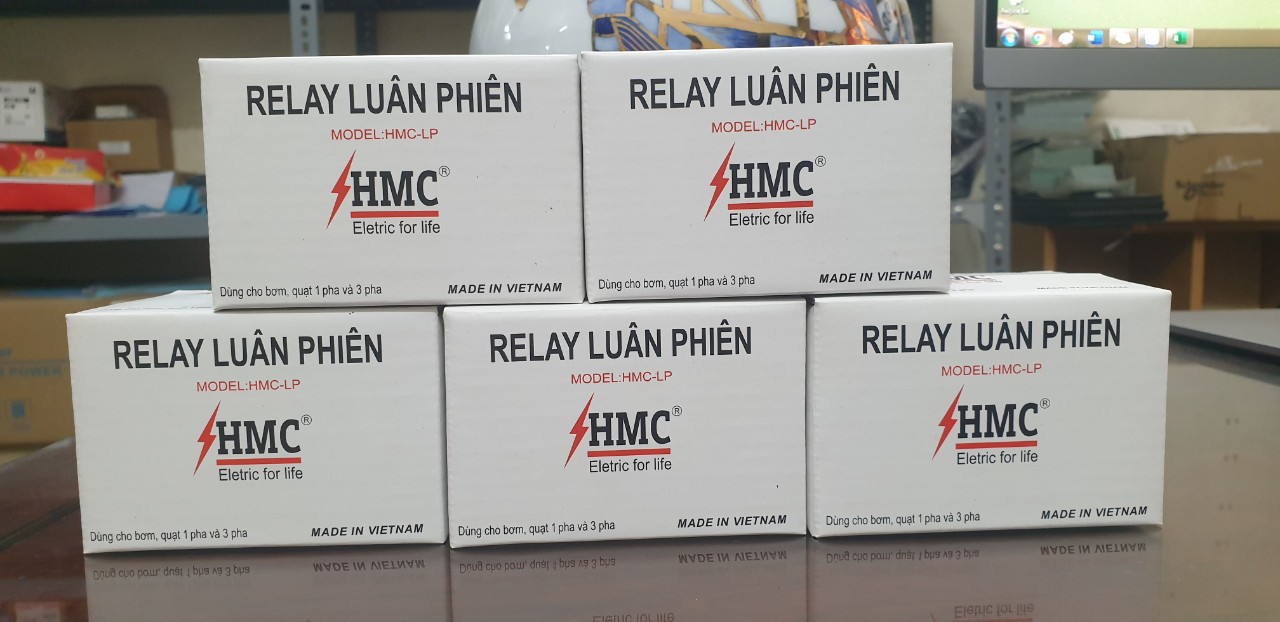 RELAY LUÂN PHIÊN
MODEL:HMC-LP
HMC®
Eletric for life
Dùng cho bơm, quạt 1 pha và 3 pha
MADE IN VIETNAM
RELAY LUÂN PHIÊN
MODEL:HMC-LP
HMC®
Eletric for life
Dùng cho bơm, quạt 1 pha và 3 pha
MADE IN VIETNAM
RELAY LUÂN PHIÊN
MODEL:HMC-LP
HMC®
Eletric for life
Dùng cho bơm, quạt 1 pha và 3 pha
MADE IN VIETNAM
RELAY LUÂN PHIÊN
MODEL:HMC-LP
HMC®
Eletric for life
Dùng cho bơm, quạt 1 pha và 3 pha
MADE IN VIETNAM
RELAY LUÂN PHIÊN
MODEL:HMC-LP
HMC®
Eletric for life
Dùng cho bơm, quạt 1 pha và 3 pha
MADE IN VIETNAM
Schneider
POWER